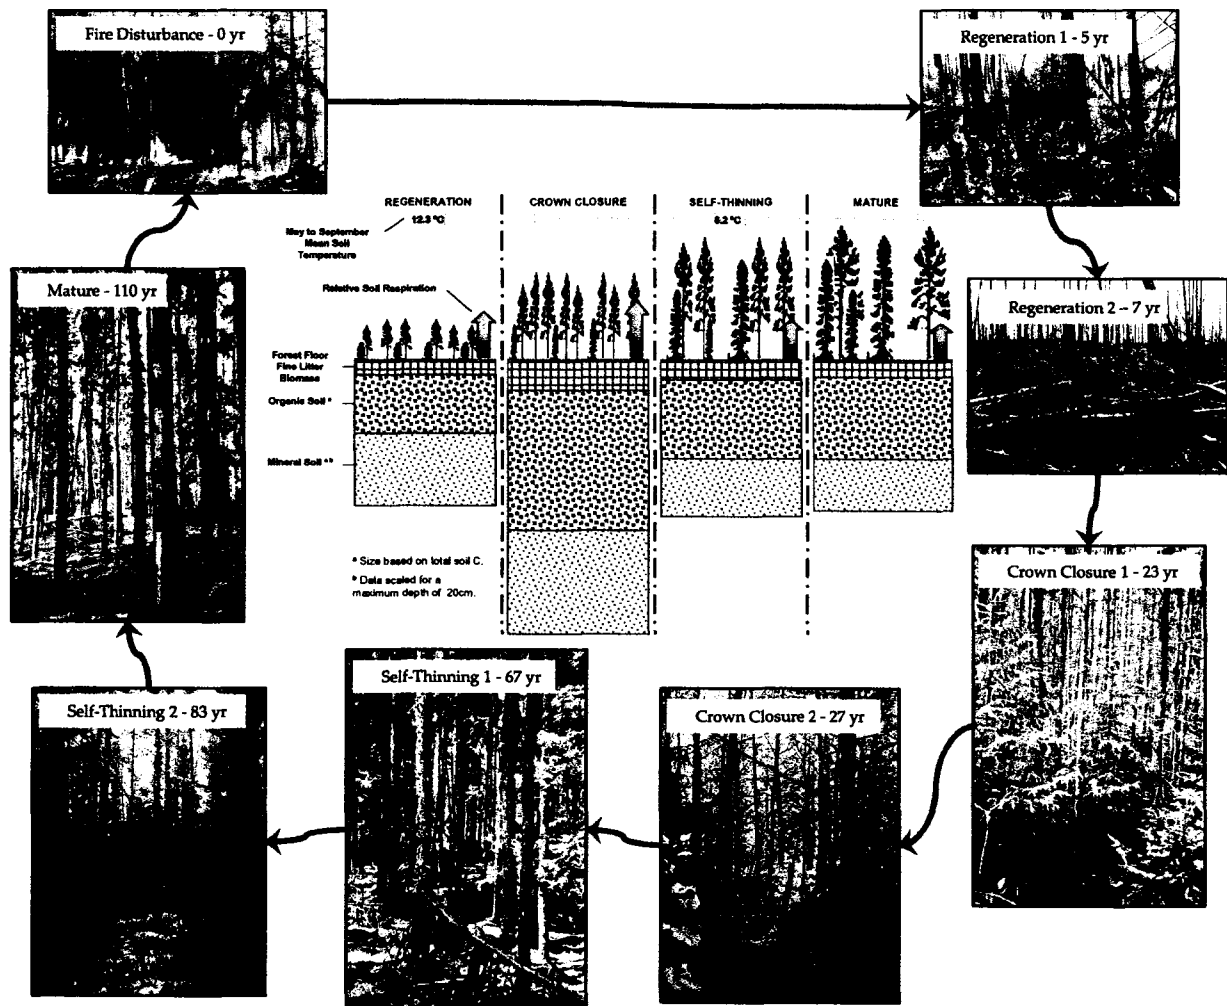 Fire Disturbance - 0 yr
Regeneration 1 - 5 yr
REGENERATION
CROWN CLOSURE
SELF-THINNING
MATURE
12.3 ºC
6.2 ºC
May to September
Mean Soil
Temperature
Relative Soil Respiration
Mature - 110 yr
Regeneration 2 - 7 yr
Forest Floor
Fine Litter
Biomass
Organic Soil ª
Mineral Soil ª ᵇ
ª Size based on total soil C.
ᵇ Data scaled for a
maximum depth of 20cm.
Crown Closure 1 - 23 yr
Self-Thinning 1 - 67 yr
Self-Thinning 2 - 83 yr
Crown Closure 2 - 27 yr